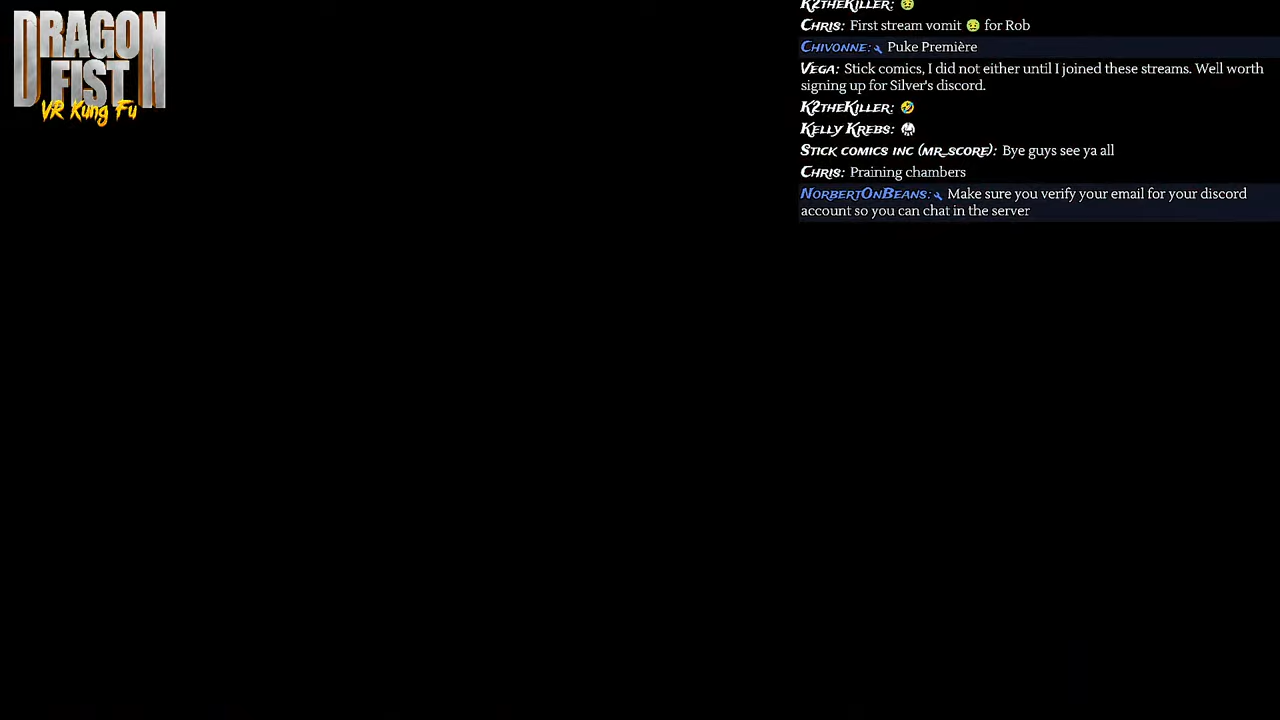 DRAGON
FIST
VR Kung Fu
K2theKiller: 🤢
Chris: First stream vomit 🤢 for Rob
Chivonne: Puke Première
Vega: Stick comics, I did not either until I joined these streams. Well worth
signing up for Silver's discord.
K2theKiller: 🤣
Kelly Krebs:
Stick comics inc (mr_score): Bye guys see ya all
Chris: Praining chambers
NorbertOnBeans: Make sure you verify your email for your discord
account so you can chat in the server